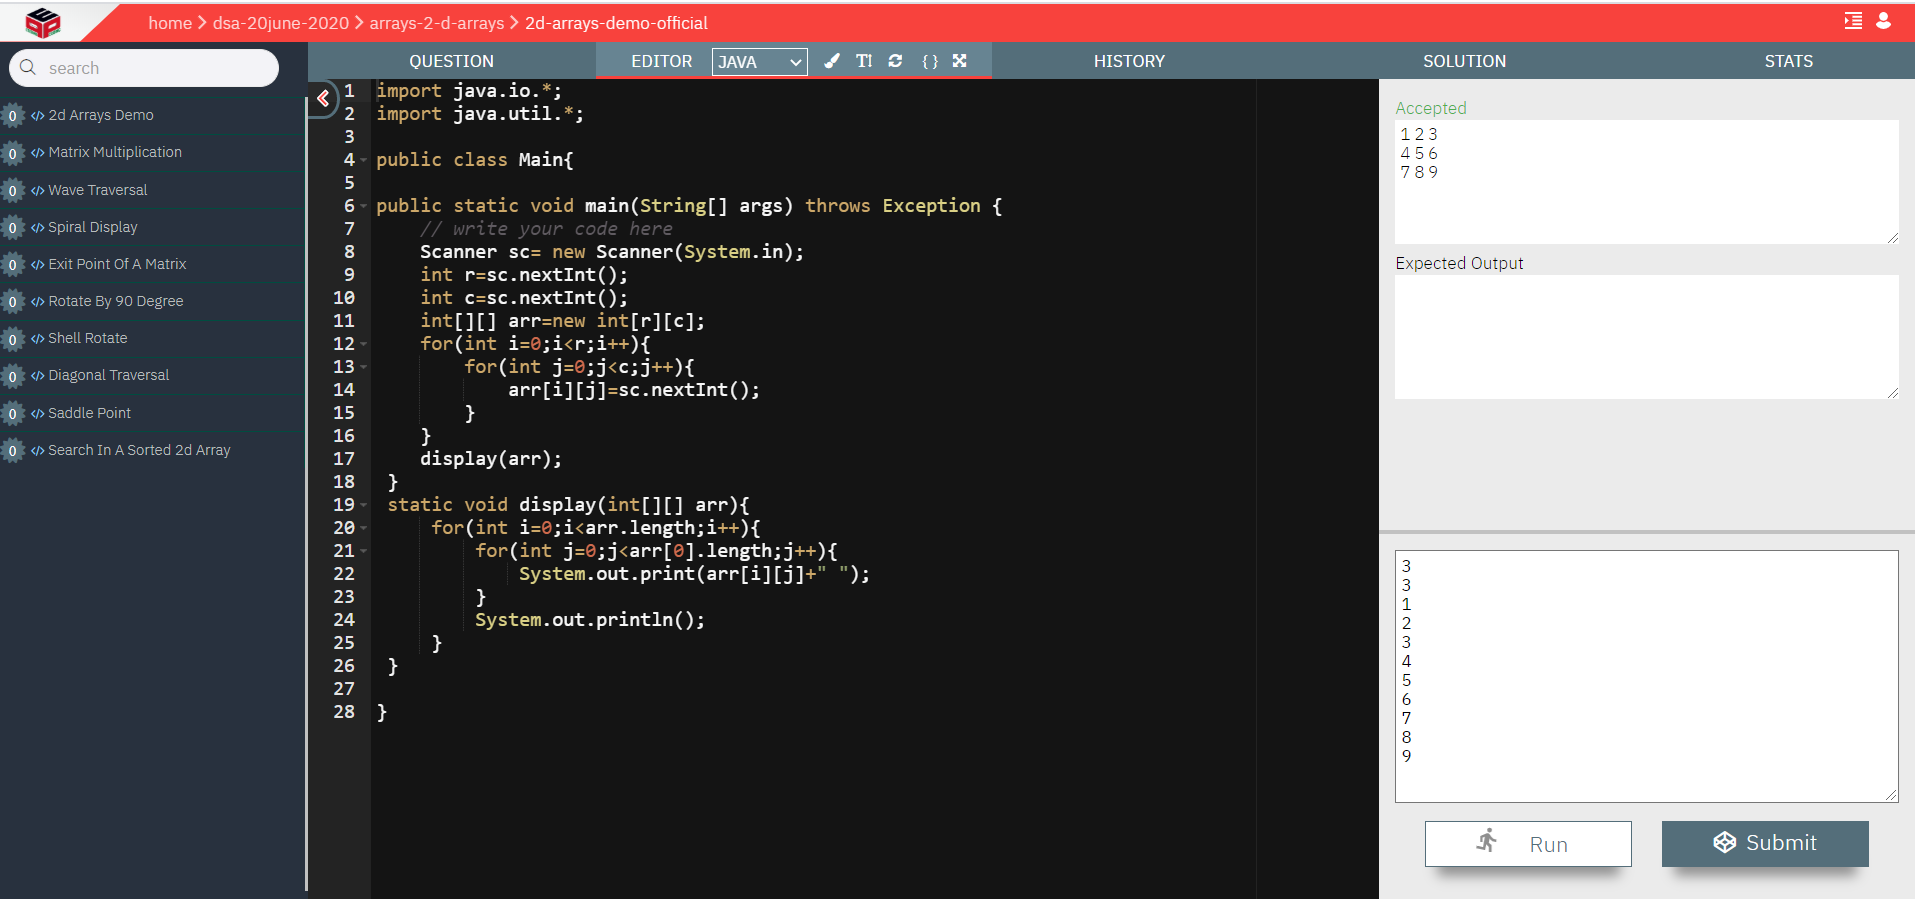 home > dsa-20june-2020 > arrays-2-d-arrays > 2d-arrays-demo-official
search
0 </> 2d Arrays Demo
0 </> Matrix Multiplication
0 </> Wave Traversal
0 </> Spiral Display
0 </> Exit Point Of A Matrix
0 </> Rotate By 90 Degree
0 </> Shell Rotate
0 </> Diagonal Traversal
0 </> Saddle Point
0 </> Search In A Sorted 2d Array
QUESTION EDITOR JAVA T! { } HISTORY SOLUTION STATS
1 import java.io.*;
2 import java.util.*;
3
4 public class Main{
5
6 public static void main(String[] args) throws Exception {
7 // write your code here
8 Scanner sc= new Scanner(System.in);
9 int r=sc.nextInt();
10 int c=sc.nextInt();
11 int[][] arr=new int[r][c];
12 for(int i=0;i<r;i++){
13 for(int j=0;j<c;j++){
14 arr[i][j]=sc.nextInt();
15 }
16 }
17 display(arr);
18 }
19 static void display(int[][] arr){
20 for(int i=0;i<arr.length;i++){
21 for(int j=0;j<arr[0].length;j++){
22 System.out.print(arr[i][j]+" ");
23 }
24 System.out.println();
25 }
26 }
27
28 }
Accepted
1 2 3
4 5 6
7 8 9
Expected Output
3
3
1
2
3
4
5
6
7
8
9
Run
Submit